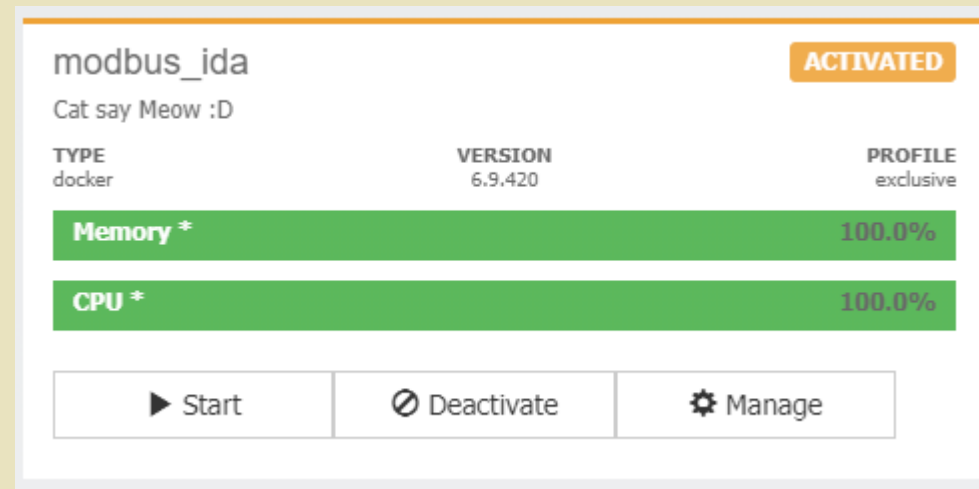 modbus_ida ACTIVATED
Cat say Meow :D
TYPE VERSION PROFILE
docker 6.9.420 exclusive
Memory * 100.0%
CPU * 100.0%
Start Deactivate Manage